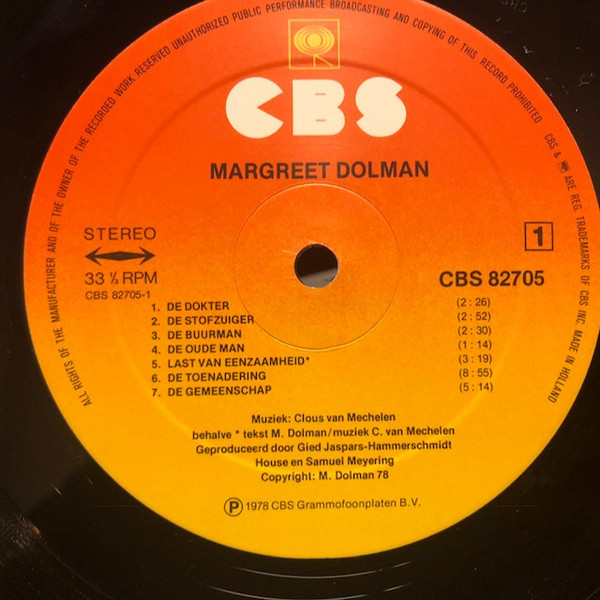 ALL RIGHTS OF THE MANUFACTURER AND OF THE OWNER OF THE RECORDED WORK RESERVED UNAUTHORIZED PUBLIC PERFORMANCE BROADCASTING AND COPYING OF THIS RECORD PROHIBITED
CBS & ARE REG. TRADEMARKS OF CBS INC. MADE IN HOLLAND
CBS
MARGREET DOLMAN
STEREO
1
33 ⅓ RPM
CBS 82705
CBS 82705-1
1. DE DOKTER (2 : 26)
2. DE STOFZUIGER (2 : 52)
3. DE BUURMAN (2 : 30)
4. DE OUDE MAN (1 : 14)
5. LAST VAN EENZAAMHEID* (3 : 19)
6. DE TOENADERING (8 : 55)
7. DE GEMEENSCHAP (5 : 14)
Muziek: Clous van Mechelen
behalve * tekst M. Dolman/muziek C. van Mechelen
Geproduceerd door Gied Jaspars-Hammerschmidt
House en Samuel Meyering
Copyright: M. Dolman 78
Ⓟ 1978 CBS Grammofoonplaten B.V.